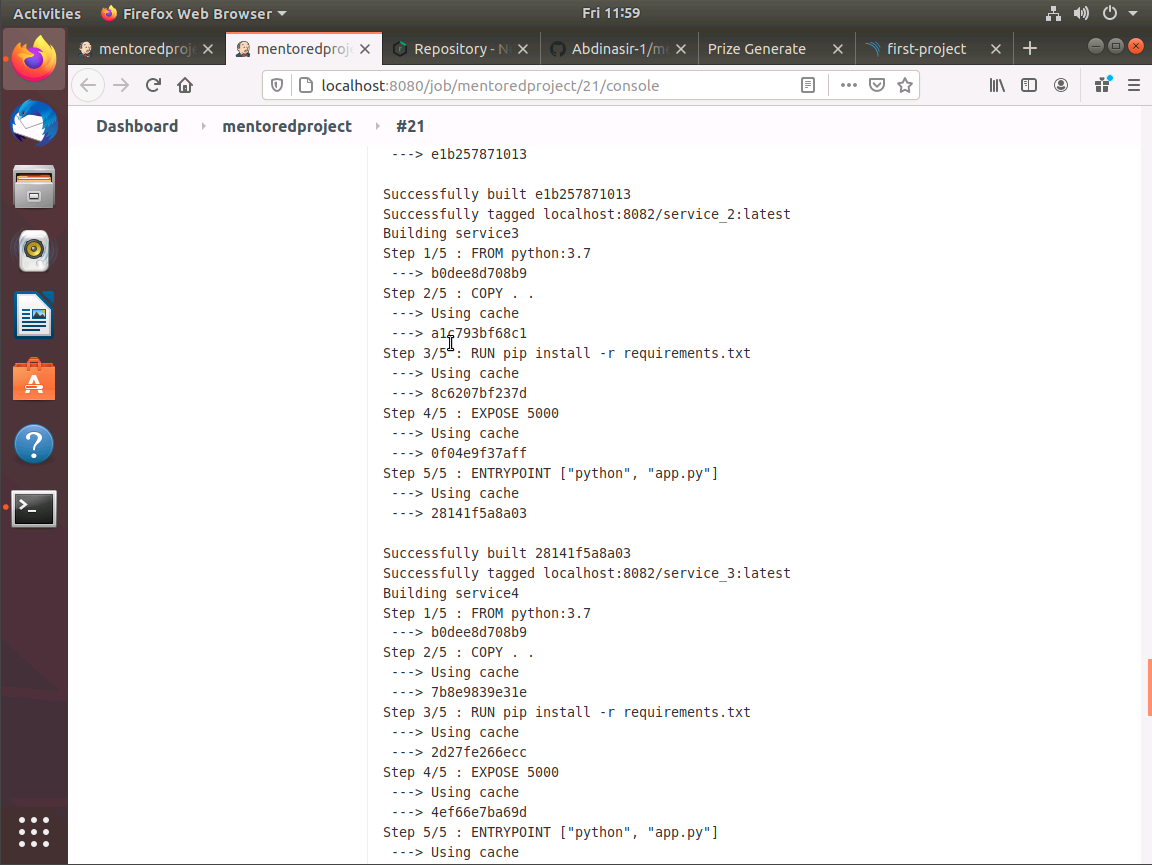 Activities
Firefox Web Browser
Fri 11:59
mentoredproje
mentoredproje
Repository - N
Abdinasir-1/me
Prize Generate
first-project
localhost:8080/job/mentoredproject/21/console
Dashboard
mentoredproject
#21
---> e1b257871013
Successfully built e1b257871013
Successfully tagged localhost:8082/service_2:latest
Building service3
Step 1/5 : FROM python:3.7
---> b0dee8d708b9
Step 2/5 : COPY . .
---> Using cache
---> a1c793bf68c1
Step 3/5 : RUN pip install -r requirements.txt
---> Using cache
---> 8c6207bf237d
Step 4/5 : EXPOSE 5000
---> Using cache
---> 0f04e9f37aff
Step 5/5 : ENTRYPOINT ["python", "app.py"]
---> Using cache
---> 28141f5a8a03
Successfully built 28141f5a8a03
Successfully tagged localhost:8082/service_3:latest
Building service4
Step 1/5 : FROM python:3.7
---> b0dee8d708b9
Step 2/5 : COPY . .
---> Using cache
---> 7b8e9839e31e
Step 3/5 : RUN pip install -r requirements.txt
---> Using cache
---> 2d27fe266ecc
Step 4/5 : EXPOSE 5000
---> Using cache
---> 4ef66e7ba69d
Step 5/5 : ENTRYPOINT ["python", "app.py"]
---> Using cache